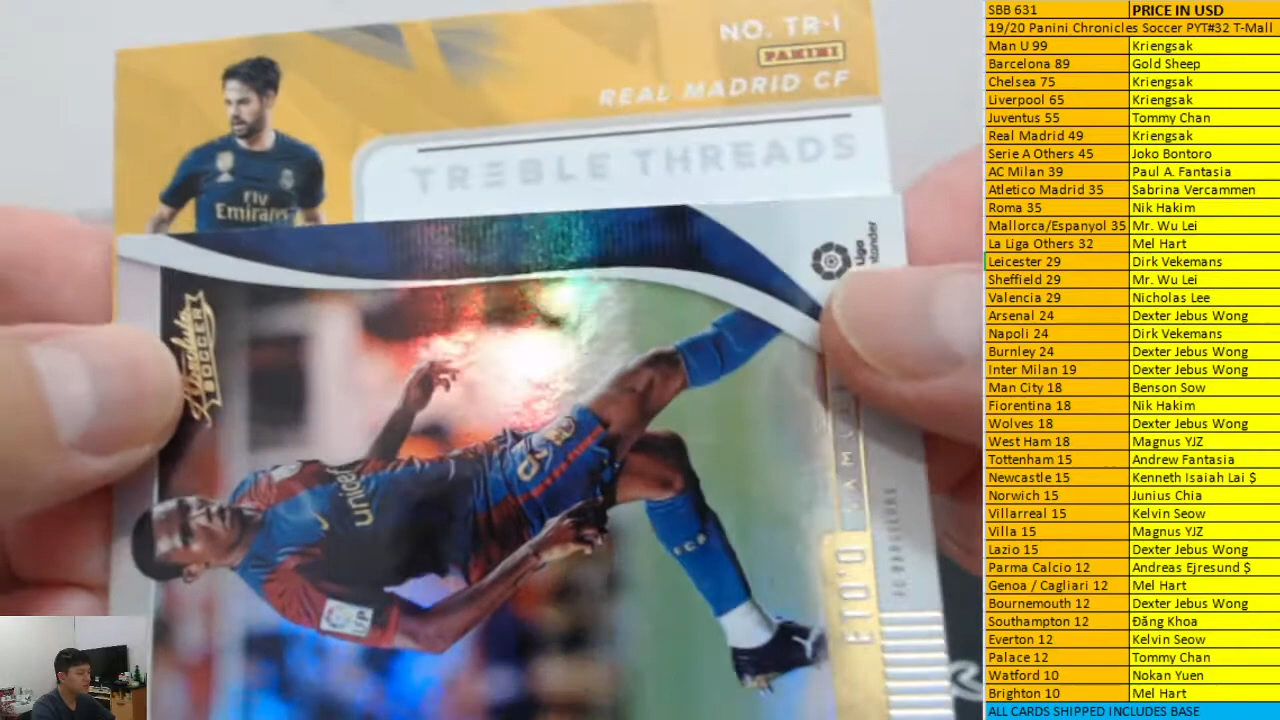 NO. TR-1
PANINI
REAL MADRID CF
TREBLE THREADS
Fly
Emirates
Absolute
SOCCER
unicef
FCB
LFP
ETO'O
FC BARCELONA
SBB 631 PRICE IN USD
19/20 Panini Chronicles Soccer PYT#32 T-Mall
Man U 99 Kriengsak
Barcelona 89 Gold Sheep
Chelsea 75 Kriengsak
Liverpool 65 Kriengsak
Juventus 55 Tommy Chan
Real Madrid 49 Kriengsak
Serie A Others 45 Joko Bontoro
AC Milan 39 Paul A. Fantasia
Atletico Madrid 35 Sabrina Vercammen
Roma 35 Nik Hakim
Mallorca/Espanyol 35 Mr. Wu Lei
La Liga Others 32 Mel Hart
Leicester 29 Dirk Vekemans
Sheffield 29 Mr. Wu Lei
Valencia 29 Nicholas Lee
Arsenal 24 Dexter Jebus Wong
Napoli 24 Dirk Vekemans
Burnley 24 Dexter Jebus Wong
Inter Milan 19 Dexter Jebus Wong
Man City 18 Benson Sow
Fiorentina 18 Nik Hakim
Wolves 18 Dexter Jebus Wong
West Ham 18 Magnus YJZ
Tottenham 15 Andrew Fantasia
Newcastle 15 Kenneth Isaiah Lai $
Norwich 15 Junius Chia
Villarreal 15 Kelvin Seow
Villa 15 Magnus YJZ
Lazio 15 Dexter Jebus Wong
Parma Calcio 12 Andreas Ejresund $
Genoa / Cagliari 12 Mel Hart
Bournemouth 12 Dexter Jebus Wong
Southampton 12 Đăng Khoa
Everton 12 Kelvin Seow
Palace 12 Tommy Chan
Watford 10 Nokan Yuen
Brighton 10 Mel Hart
ALL CARDS SHIPPED INCLUDES BASE